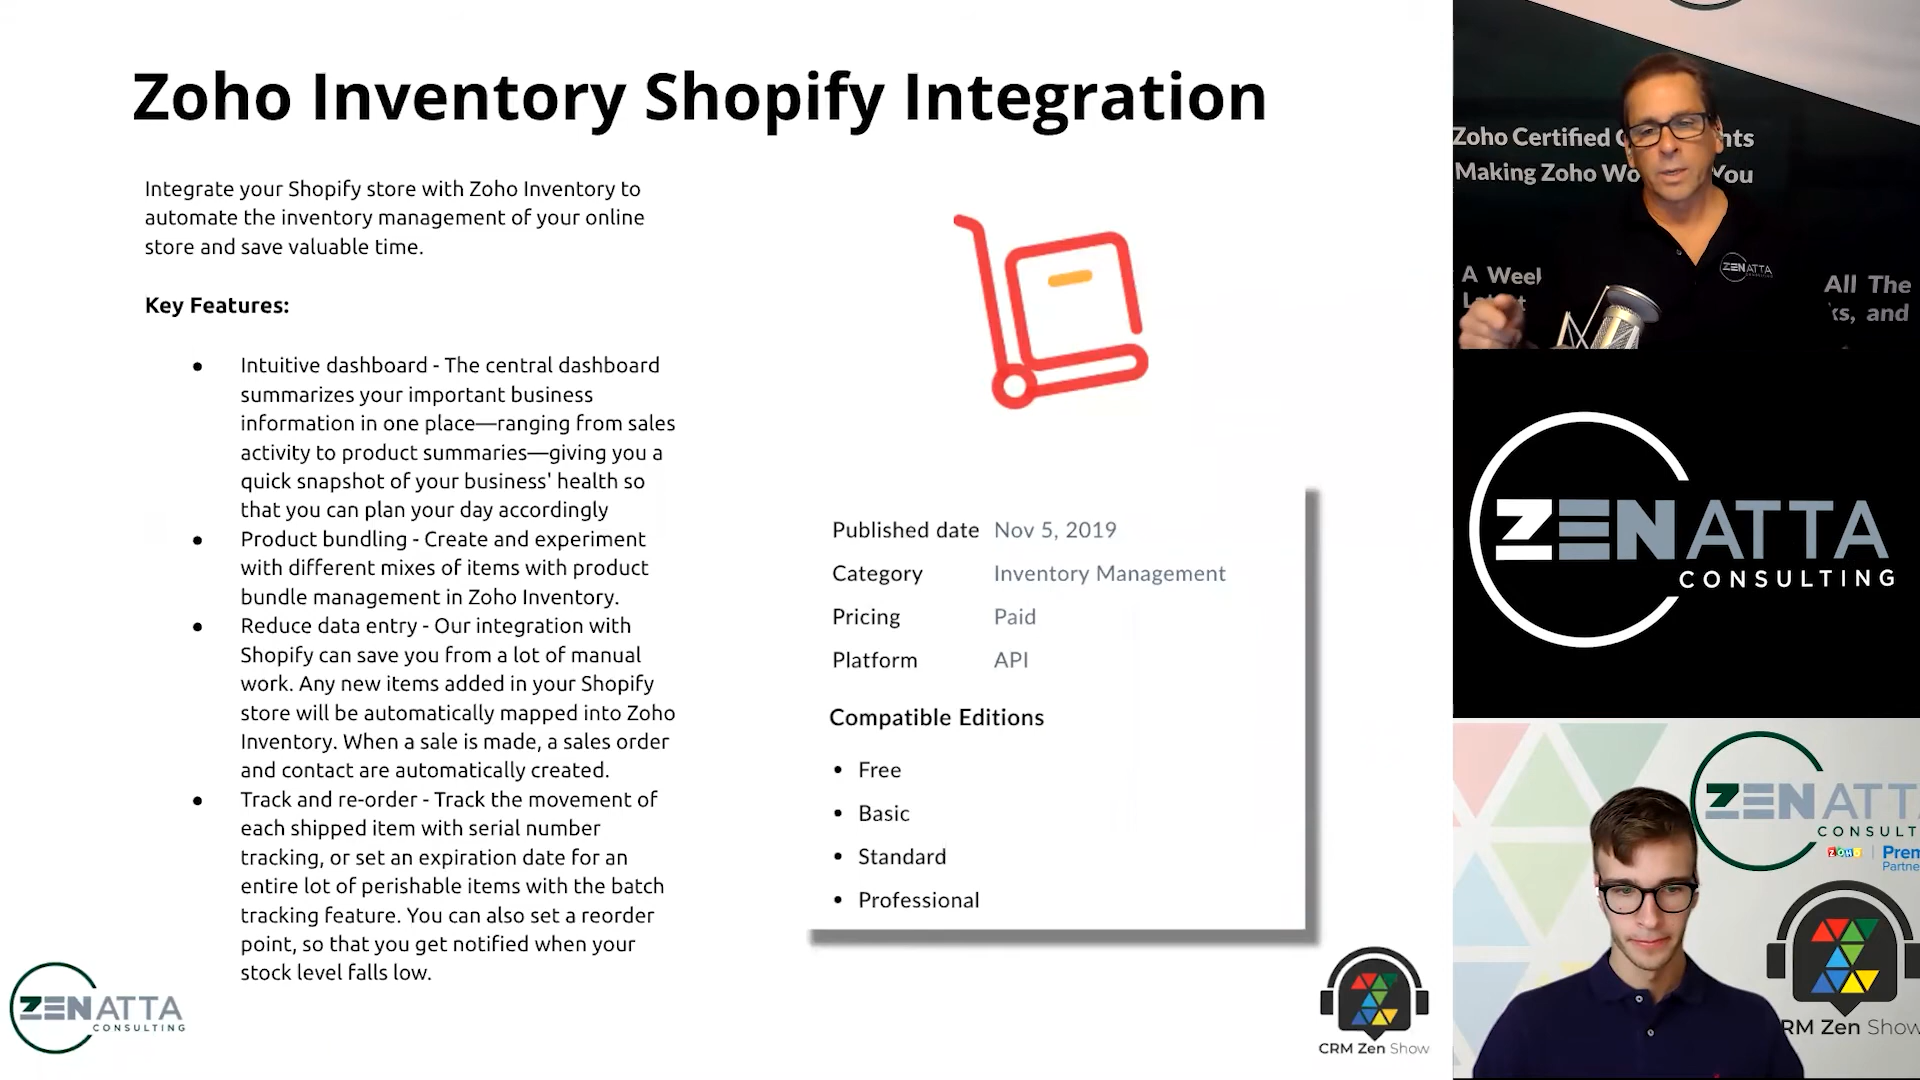 Zoho Inventory Shopify Integration
Integrate your Shopify store with Zoho Inventory to
automate the inventory management of your online
store and save valuable time.
Key Features:
● Intuitive dashboard - The central dashboard
summarizes your important business
information in one place—ranging from sales
activity to product summaries—giving you a
quick snapshot of your business' health so
that you can plan your day accordingly
● Product bundling - Create and experiment
with different mixes of items with product
bundle management in Zoho Inventory.
● Reduce data entry - Our integration with
Shopify can save you from a lot of manual
work. Any new items added in your Shopify
store will be automatically mapped into Zoho
Inventory. When a sale is made, a sales order
and contact are automatically created.
● Track and re-order - Track the movement of
each shipped item with serial number
tracking, or set an expiration date for an
entire lot of perishable items with the batch
tracking feature. You can also set a reorder
point, so that you get notified when your
stock level falls low.
Published date Nov 5, 2019
Category Inventory Management
Pricing Paid
Platform API
Compatible Editions
• Free
• Basic
• Standard
• Professional
ZENATTA
CONSULTING
CRM Zen Show
Zoho Certified
Making Zoho You
A
All The
and
ZENATTA
CONSULTING
ZENATTA
CONSULTING
ZEN
ZOHO
Zen Show